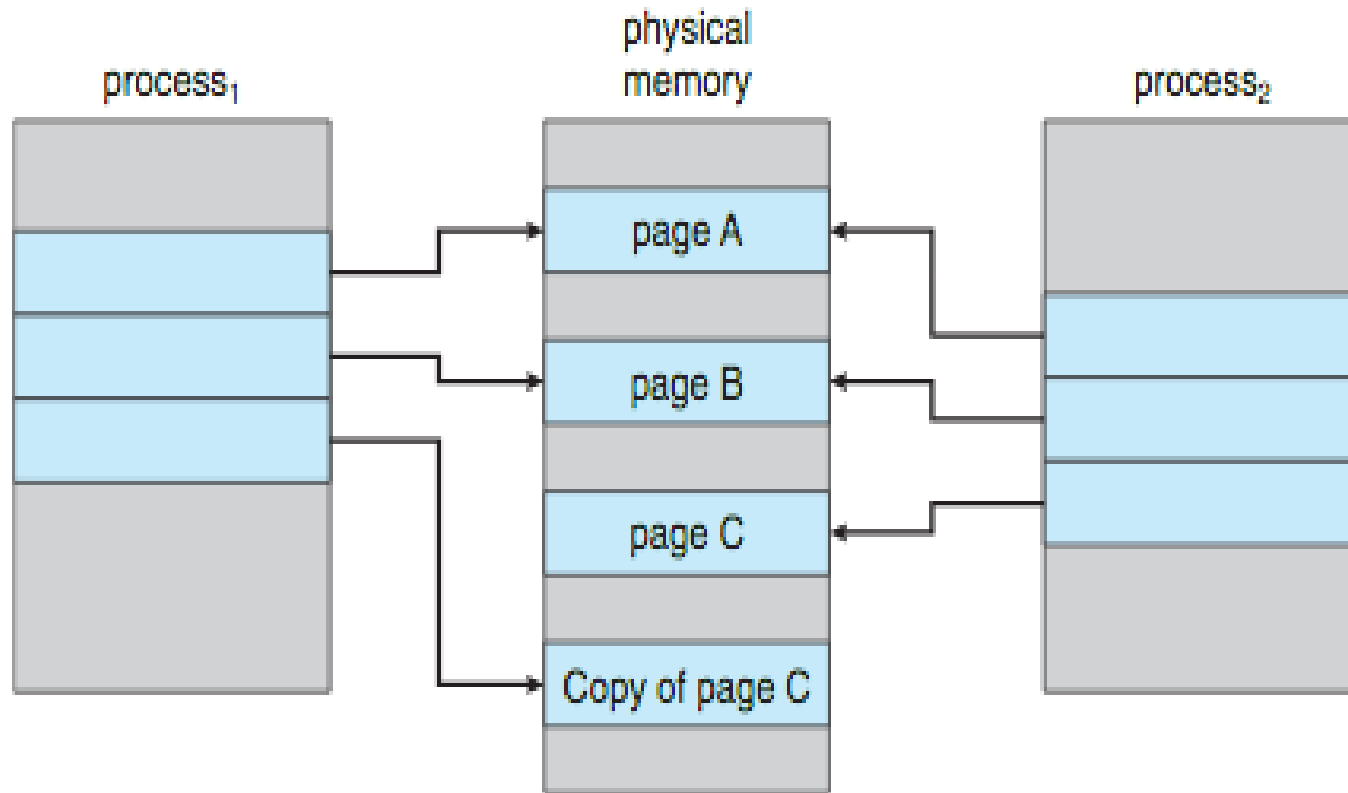 physical
memory
process₁
process₂
page A
page B
page C
Copy of page C